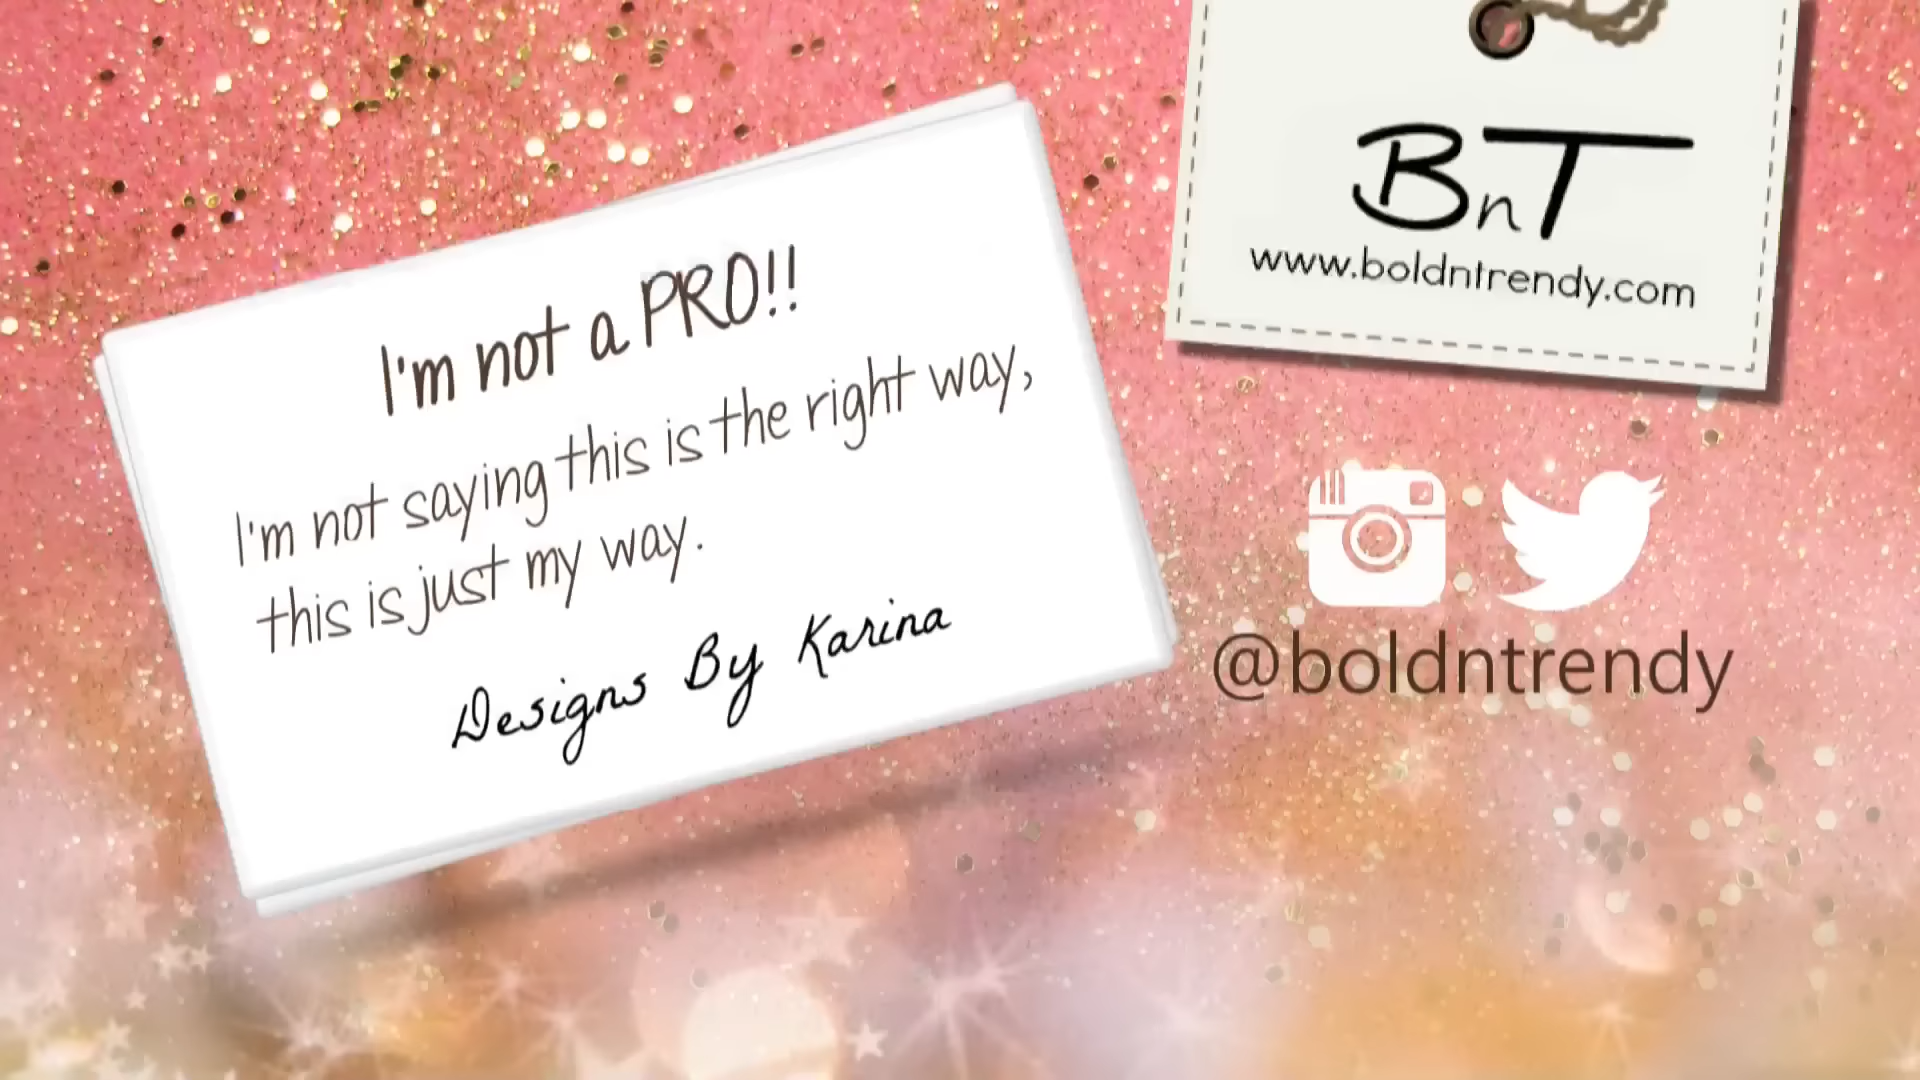 I'm not a PRO!!
I'm not saying this is the right way,
this is just my way.
Designs By Karina
BnT
www.boldntrendy.com
@boldntrendy